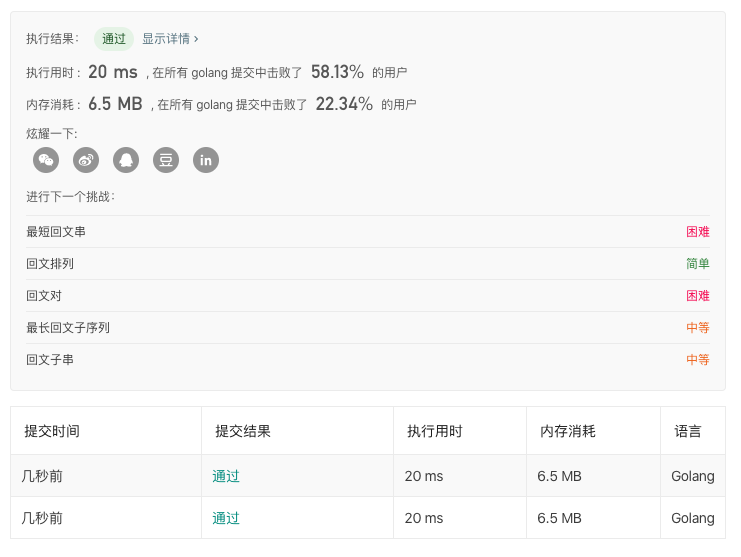 执行结果： 通过 显示详情 ›
执行用时： 20 ms , 在所有 golang 提交中击败了 58.13% 的用户
内存消耗： 6.5 MB , 在所有 golang 提交中击败了 22.34% 的用户
炫耀一下:
豆 in
进行下一个挑战：
最短回文串 困难
回文排列 简单
回文对 困难
最长回文子序列 中等
回文子串 中等
提交时间 提交结果 执行用时 内存消耗 语言
几秒前 通过 20 ms 6.5 MB Golang
几秒前 通过 20 ms 6.5 MB Golang